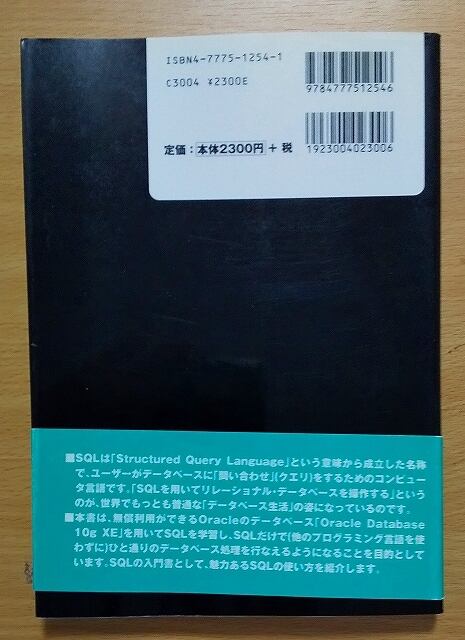 ISBN4-7775-1254-1
C3004 ¥2300E
9784777512546
定価：本体2300円＋税
1923004023006
■SQLは「Structured Query Language」という意味から成立した名称
で、ユーザーがデータベースに「問い合わせ」(クエリ)をするためのコンピュー
タ言語です。「SQLを用いてリレーショナル・データベースを操作する」という
のが、世界でもっとも普通な「データベース生活」の姿になっているのです。
■本書は、無償利用ができるOracleのデータベース「Oracle Database
10g XE」を用いてSQLを学習し、SQLだけで(他のプログラミング言語を使
わずに)ひと通りのデータベース処理を行なえるようになることを目的として
います。SQLの入門書として、魅力あるSQLの使い方を紹介します。